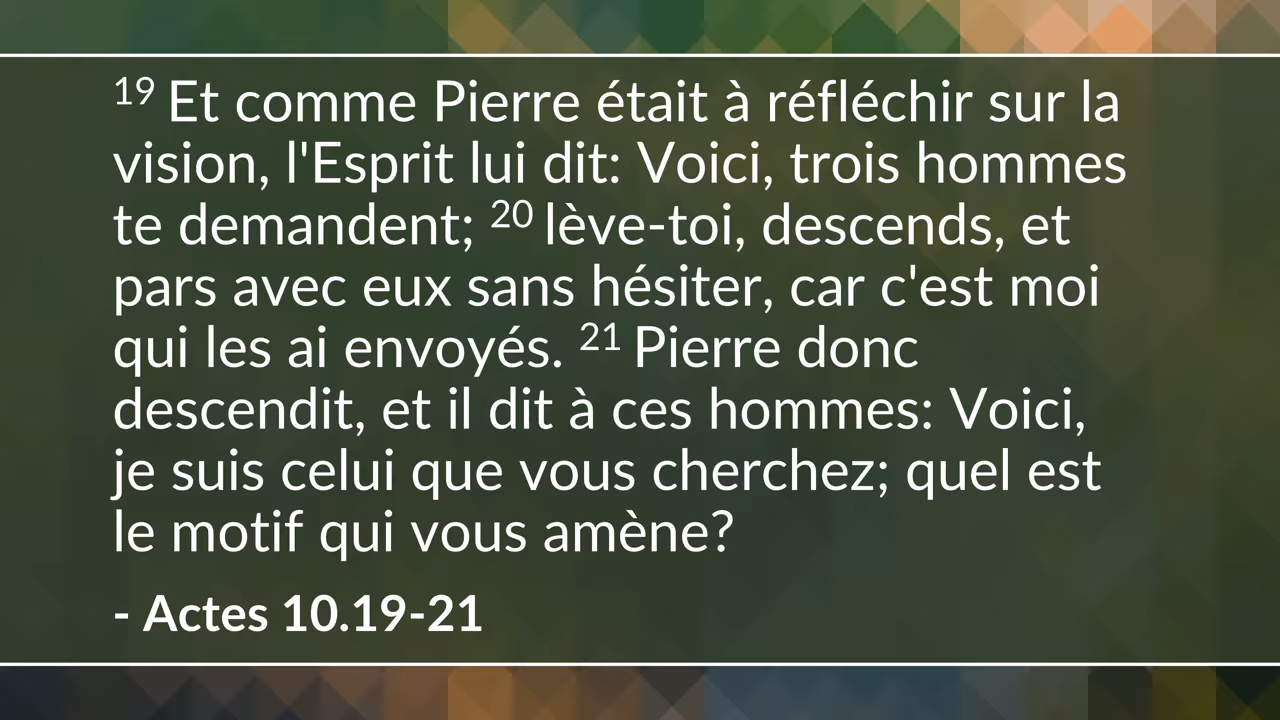 19 Et comme Pierre était à réfléchir sur la
vision, l'Esprit lui dit: Voici, trois hommes
te demandent; 20 lève-toi, descends, et
pars avec eux sans hésiter, car c'est moi
qui les ai envoyés. 21 Pierre donc
descendit, et il dit à ces hommes: Voici,
je suis celui que vous cherchez; quel est
le motif qui vous amène?
- Actes 10.19-21